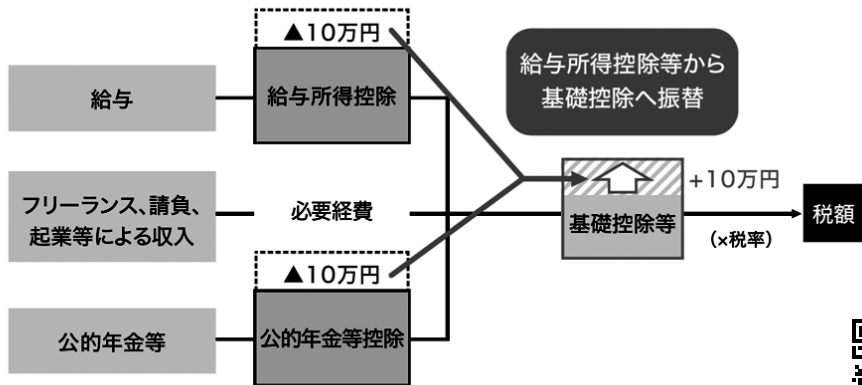 ▲10万円
給与所得控除等から
基礎控除へ振替
給与
給与所得控除
フリーランス、請負、
起業等による収入
必要経費
+10万円
基礎控除等
(×税率)
税額
▲10万円
公的年金等
公的年金等控除